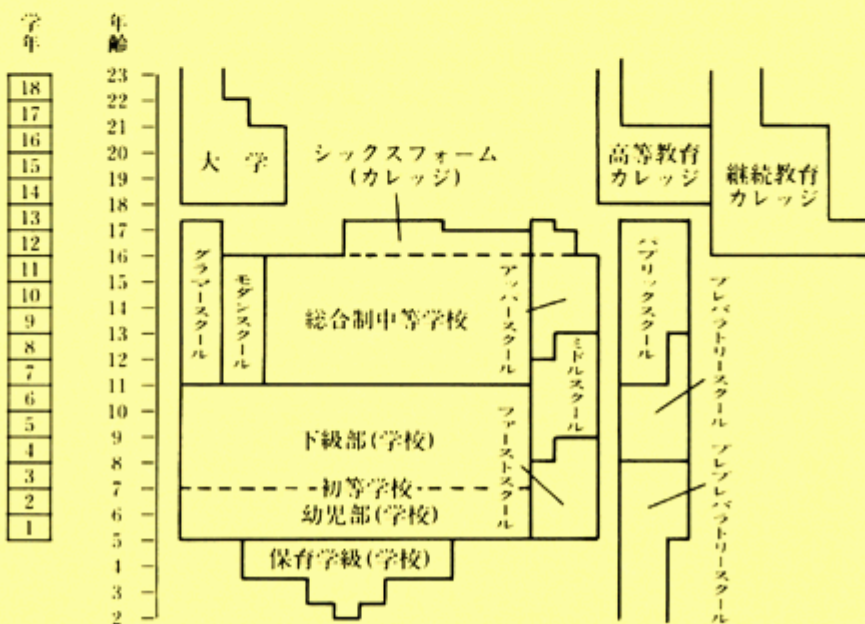 学年
年齢
18
17
16
15
14
13
12
11
10
9
8
7
6
5
4
3
2
1
23
22
21
20
19
18
17
16
15
14
13
12
11
10
9
8
7
6
5
4
3
2
大学
シックスフォーム
(カレッジ)
高等教育
カレッジ
継続教育
カレッジ
グラマースクール
モダンスクール
総合制中等学校
アッパースクール
ミドルスクール
パブリックスクール
プレパラトリースクール
下級部(学校)
ファーストスクール
初等学校
幼児部(学校)
プレプレパラトリースクール
保育学級(学校)